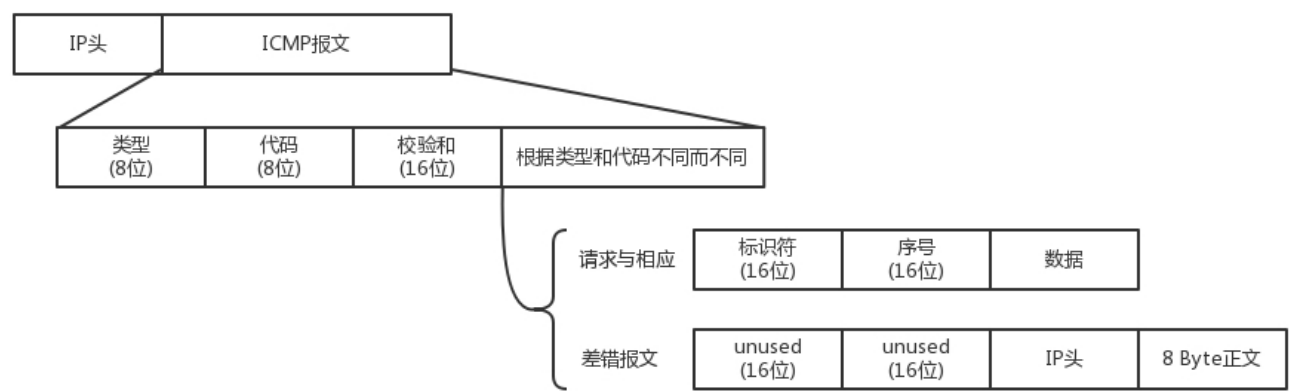 IP头
ICMP报文
类型
(8位)
代码
(8位)
校验和
(16位)
根据类型和代码不同而不同
请求与相应
标识符
(16位)
序号
(16位)
数据
差错报文
unused
(16位)
unused
(16位)
IP头
8 Byte正文